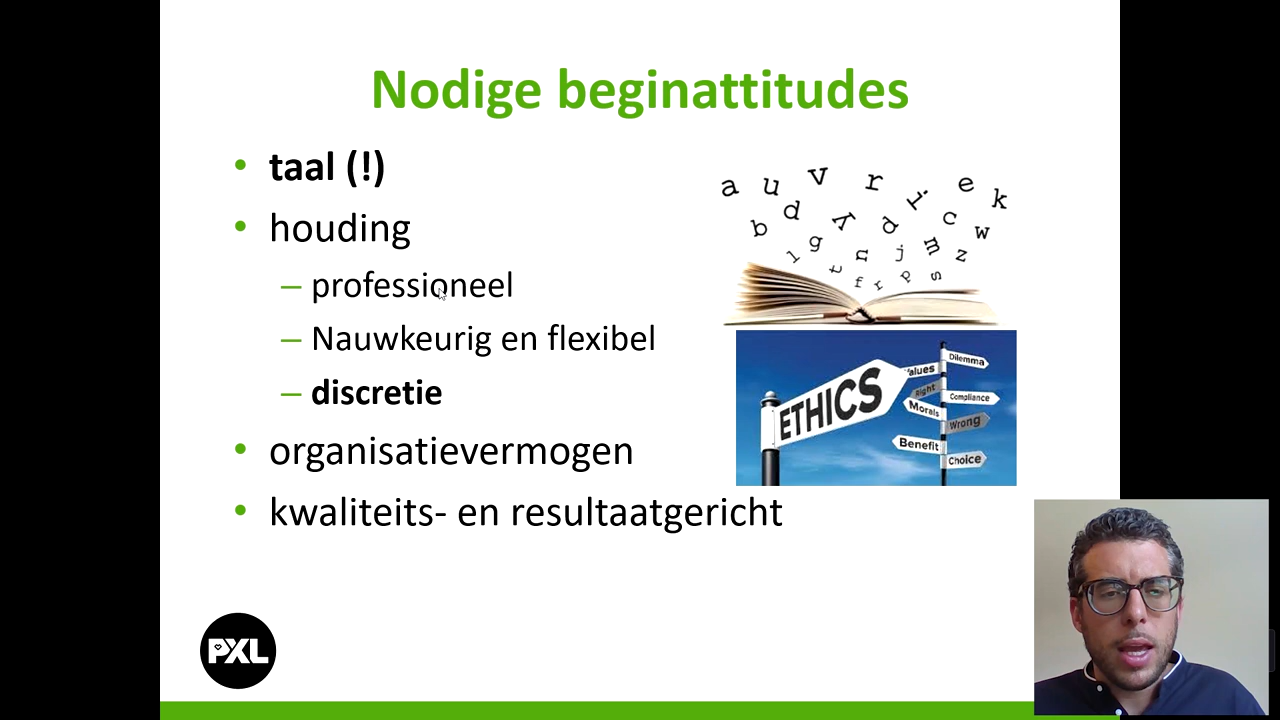 Nodige beginattitudes
• taal (!)
• houding
– professioneel
– Nauwkeurig en flexibel
– discretie
• organisatievermogen
• kwaliteits- en resultaatgericht
a u v r i e k
b d y d c w
l g u j m z
t f r p s
ETHICS
Dilemma
Values
Right
Compliance
Morals
Wrong
Benefit
Choice
PXL